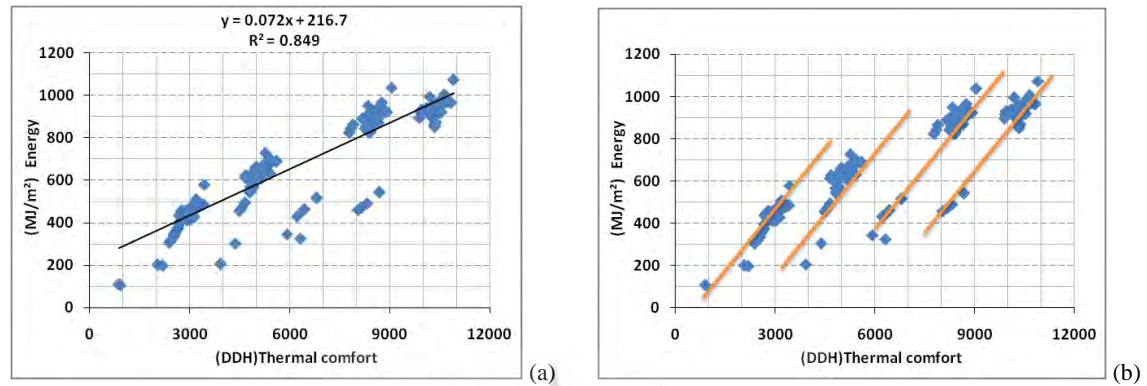 y = 0.072x + 216.7
R² = 0.849
1200
1000
800
600
400
200
0
(MJ/m²) Energy
0 3000 6000 9000 12000
(DDH)Thermal comfort
(a)
1200
1000
800
600
400
200
0
(MJ/m²) Energy
0 3000 6000 9000 12000
(DDH)Thermal comfort
(b)